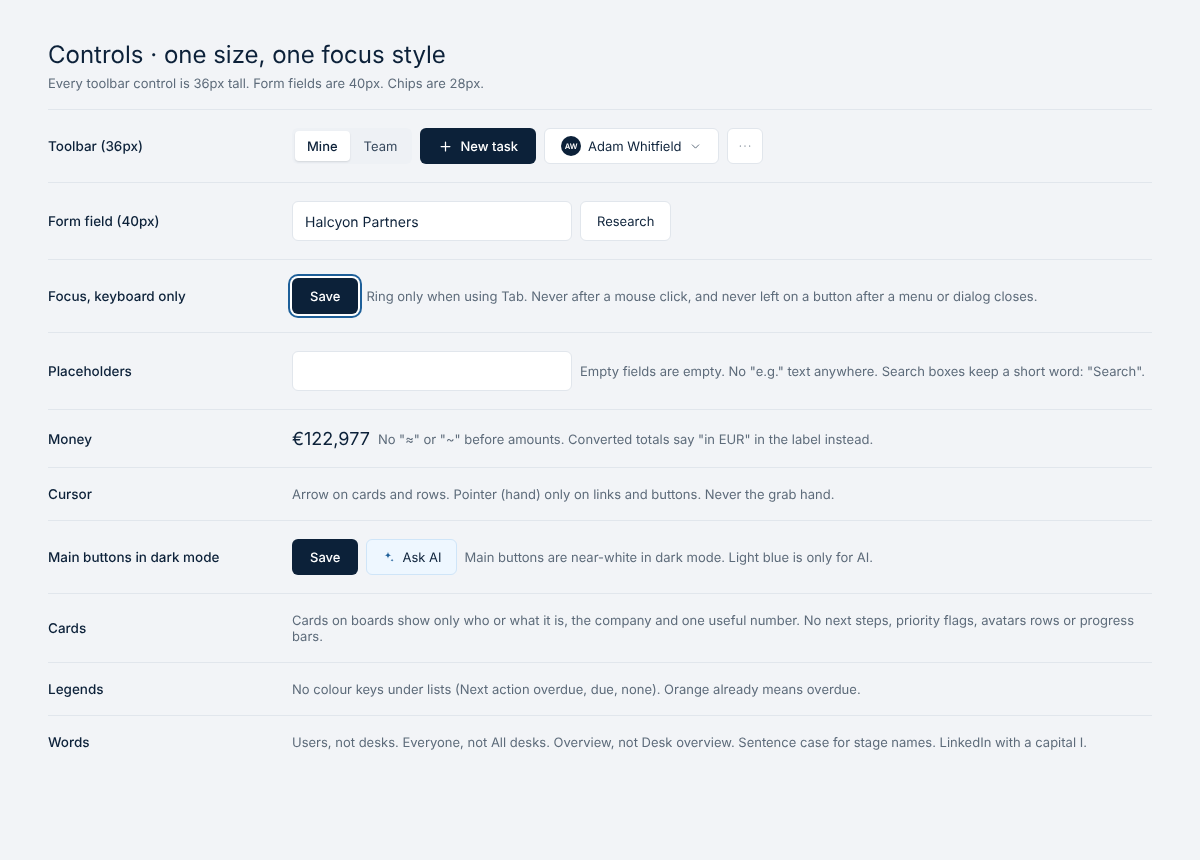 Controls · one size, one focus style
Every toolbar control is 36px tall. Form fields are 40px. Chips are 28px.
Toolbar (36px)
Mine Team + New task AW Adam Whitfield ···
Form field (40px)
Halcyon Partners Research
Focus, keyboard only
Save Ring only when using Tab. Never after a mouse click, and never left on a button after a menu or dialog closes.
Placeholders
Empty fields are empty. No "e.g." text anywhere. Search boxes keep a short word: "Search".
Money
€122,977 No "≈" or "~" before amounts. Converted totals say "in EUR" in the label instead.
Cursor
Arrow on cards and rows. Pointer (hand) only on links and buttons. Never the grab hand.
Main buttons in dark mode
Save Ask AI Main buttons are near-white in dark mode. Light blue is only for AI.
Cards
Cards on boards show only who or what it is, the company and one useful number. No next steps, priority flags, avatars rows or progress
bars.
Legends
No colour keys under lists (Next action overdue, due, none). Orange already means overdue.
Words
Users, not desks. Everyone, not All desks. Overview, not Desk overview. Sentence case for stage names. LinkedIn with a capital I.